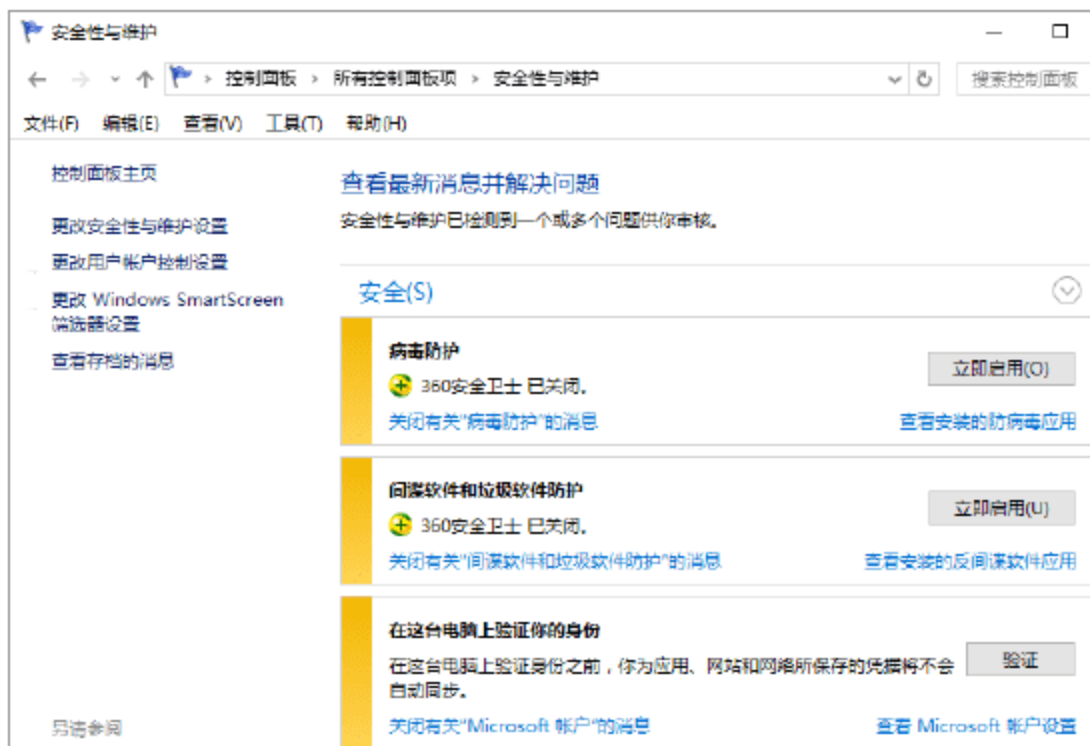 安全性与维护
控制面板 › 所有控制面板项 › 安全性与维护
搜索控制面板
文件(F) 编辑(E) 查看(V) 工具(T) 帮助(H)
控制面板主页
更改安全性与维护设置
更改用户帐户控制设置
更改 Windows SmartScreen
筛选器设置
查看存档的消息
另请参阅
查看最新消息并解决问题
安全性与维护已检测到一个或多个问题供你审核。
安全(S)
病毒防护
360安全卫士 已关闭。
立即启用(O)
关闭有关"病毒防护"的消息
查看安装的防病毒应用
间谍软件和垃圾软件防护
360安全卫士 已关闭。
立即启用(U)
关闭有关"间谍软件和垃圾软件防护"的消息
查看安装的反间谍软件应用
在这台电脑上验证你的身份
在这台电脑上验证身份之前，你为应用、网站和网络所保存的凭据将不会
自动同步。
验证
关闭有关"Microsoft 帐户"的消息
查看 Microsoft 帐户设置